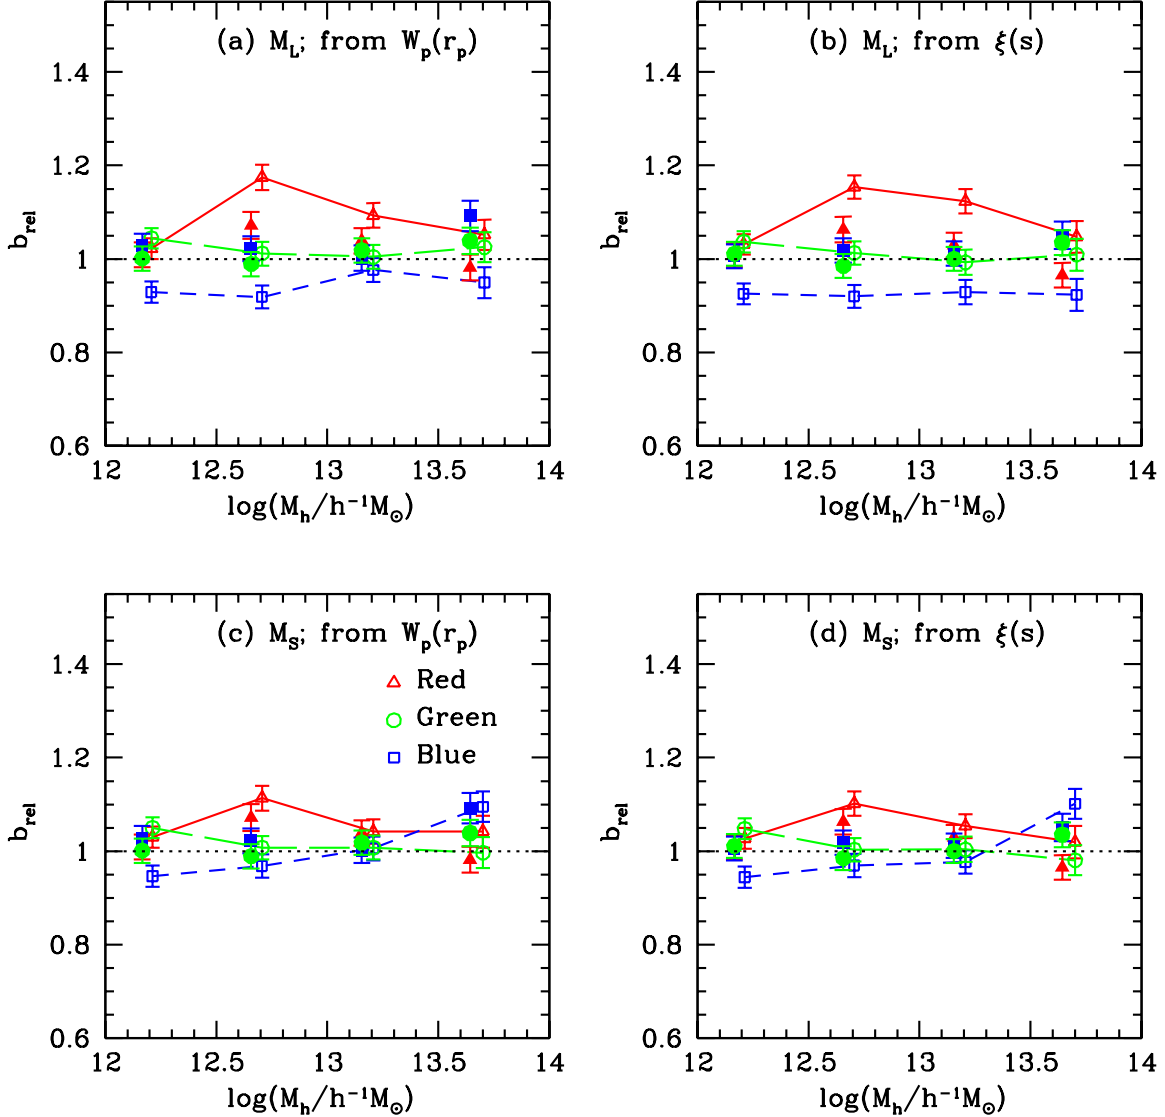 (a) M_L; from W_p(r_p)
1.4
1.2
1
0.8
0.6
b_rel
12 12.5 13 13.5 14
log(M_h/h⁻¹M_⊙)
(b) M_L; from ξ(s)
1.4
1.2
1
0.8
0.6
b_rel
12 12.5 13 13.5 14
log(M_h/h⁻¹M_⊙)
(c) M_S; from W_p(r_p)
Red
Green
Blue
1.4
1.2
1
0.8
0.6
b_rel
12 12.5 13 13.5 14
log(M_h/h⁻¹M_⊙)
(d) M_S; from ξ(s)
1.4
1.2
1
0.8
0.6
b_rel
12 12.5 13 13.5 14
log(M_h/h⁻¹M_⊙)